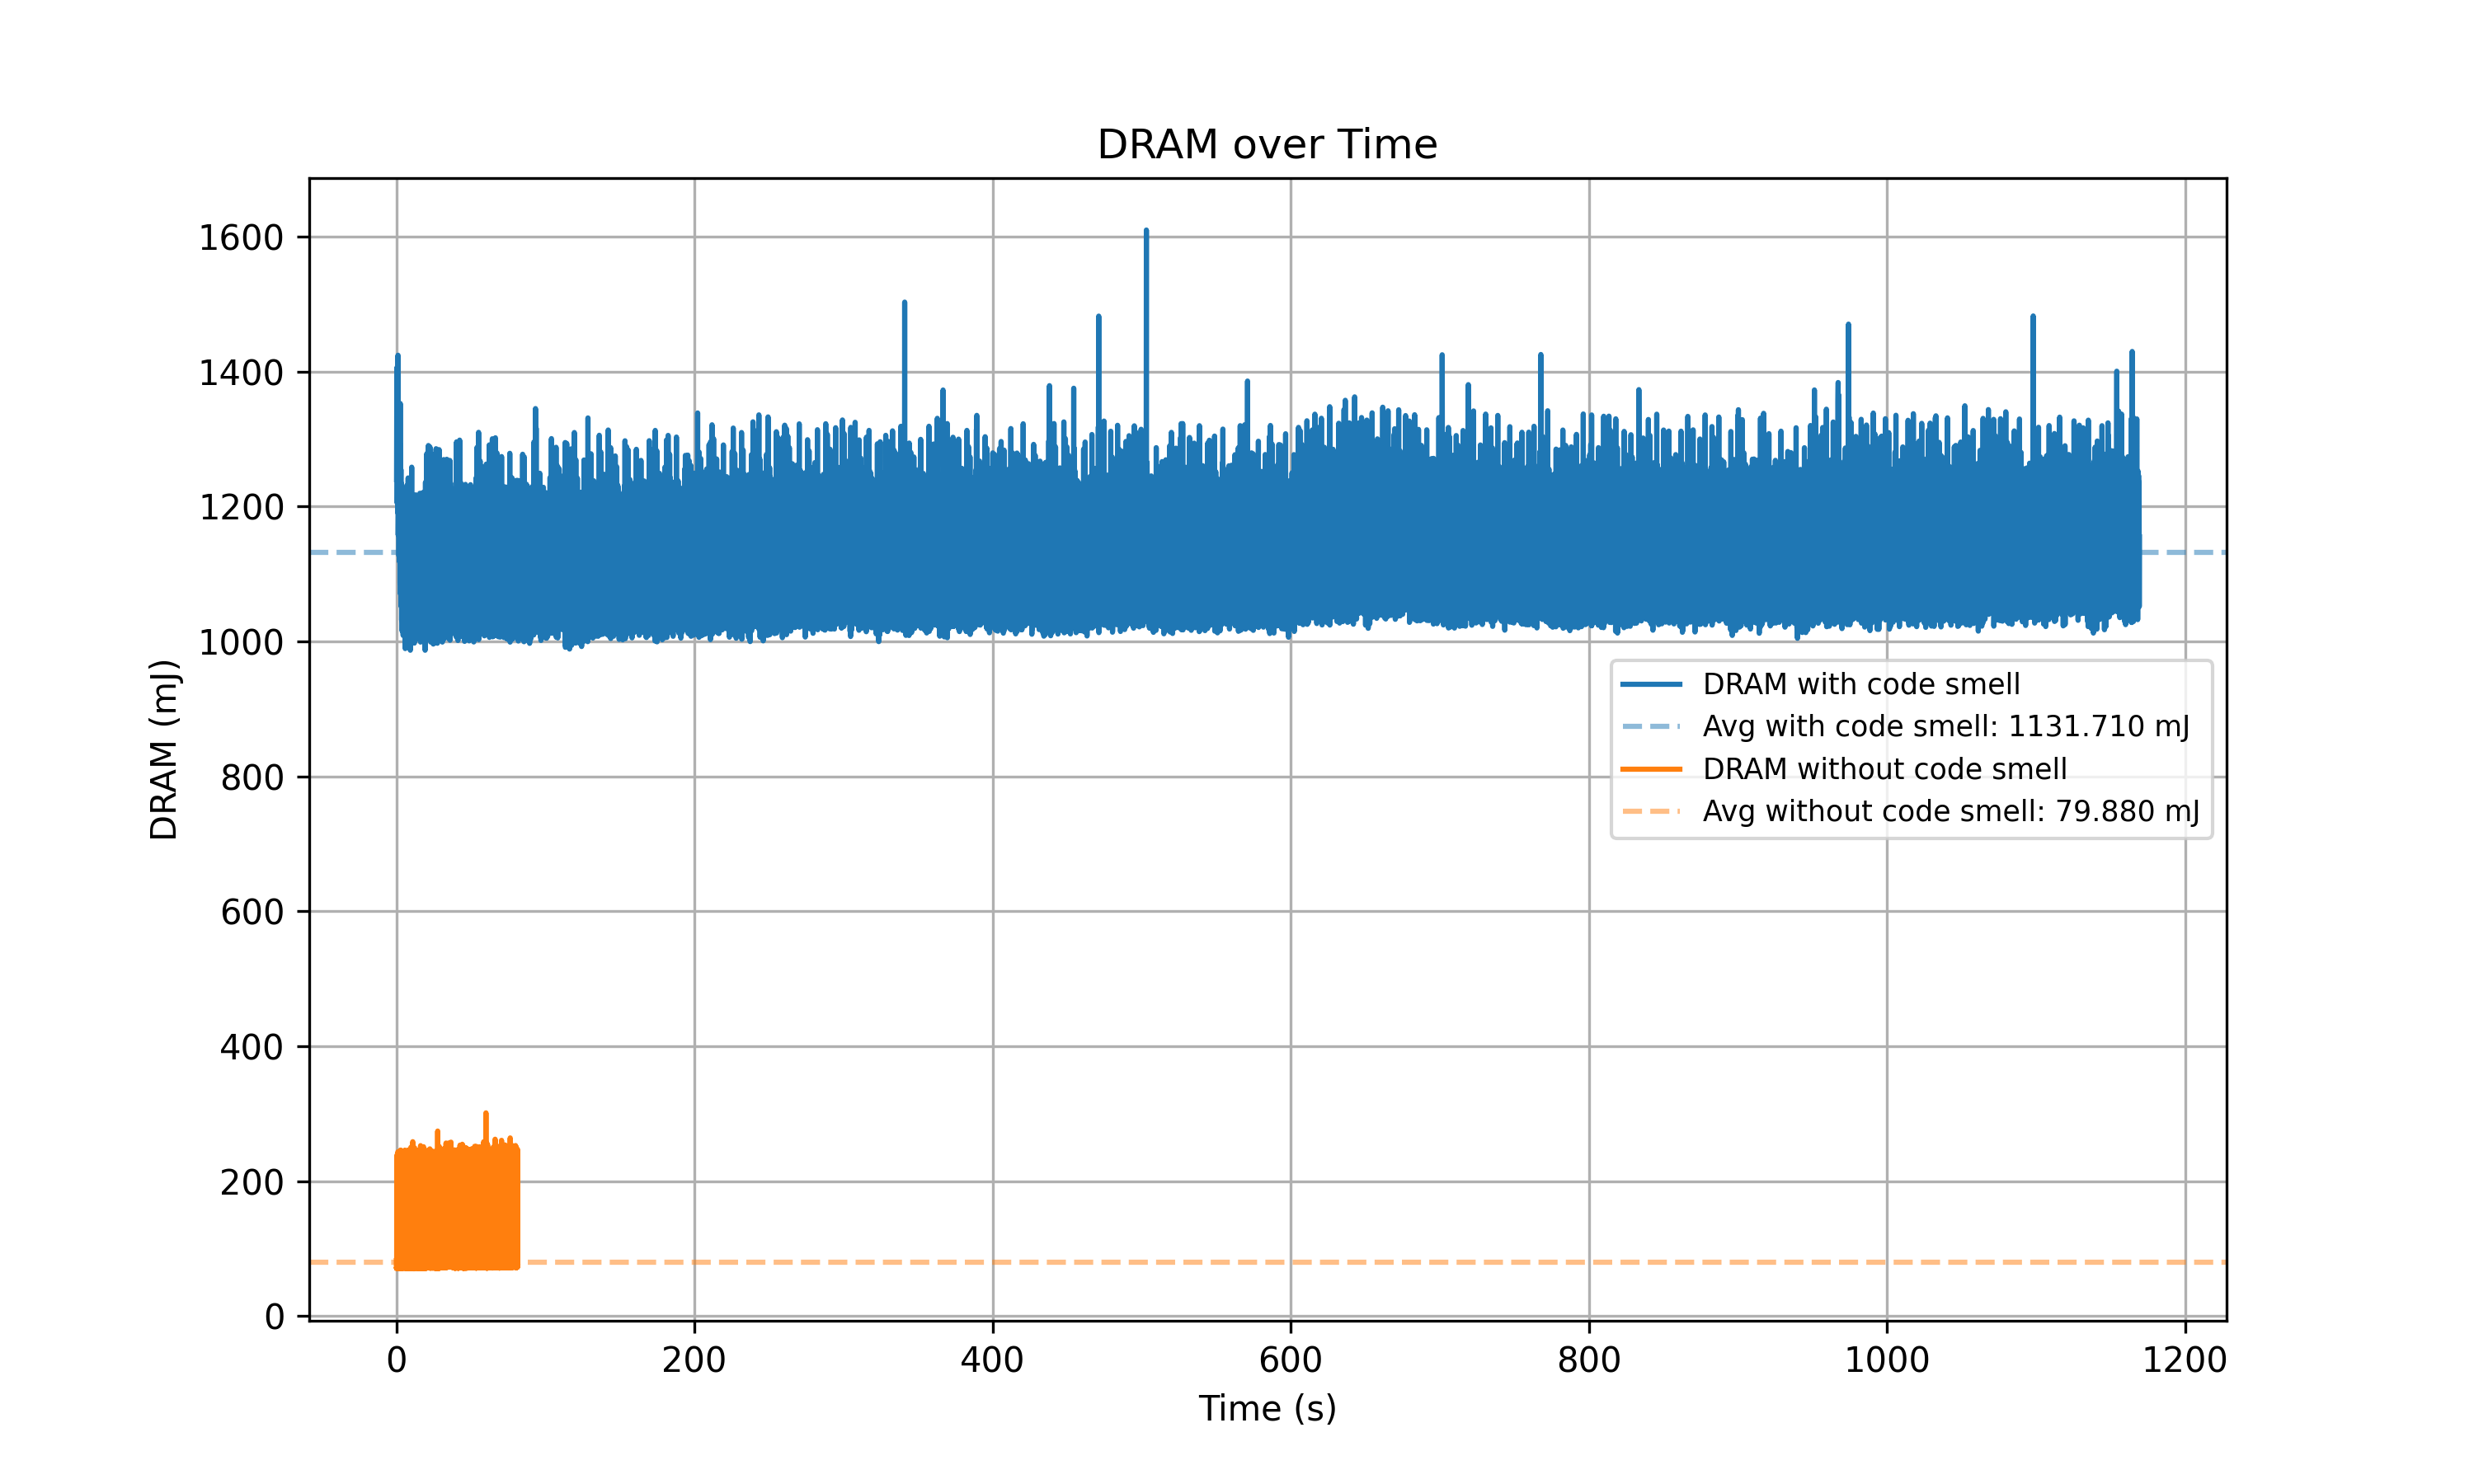 DRAM over Time
1600
1400
1200
1000
800
600
400
200
0
DRAM (mJ)
DRAM with code smell
Avg with code smell: 1131.710 mJ
DRAM without code smell
Avg without code smell: 79.880 mJ
0 200 400 600 800 1000 1200
Time (s)